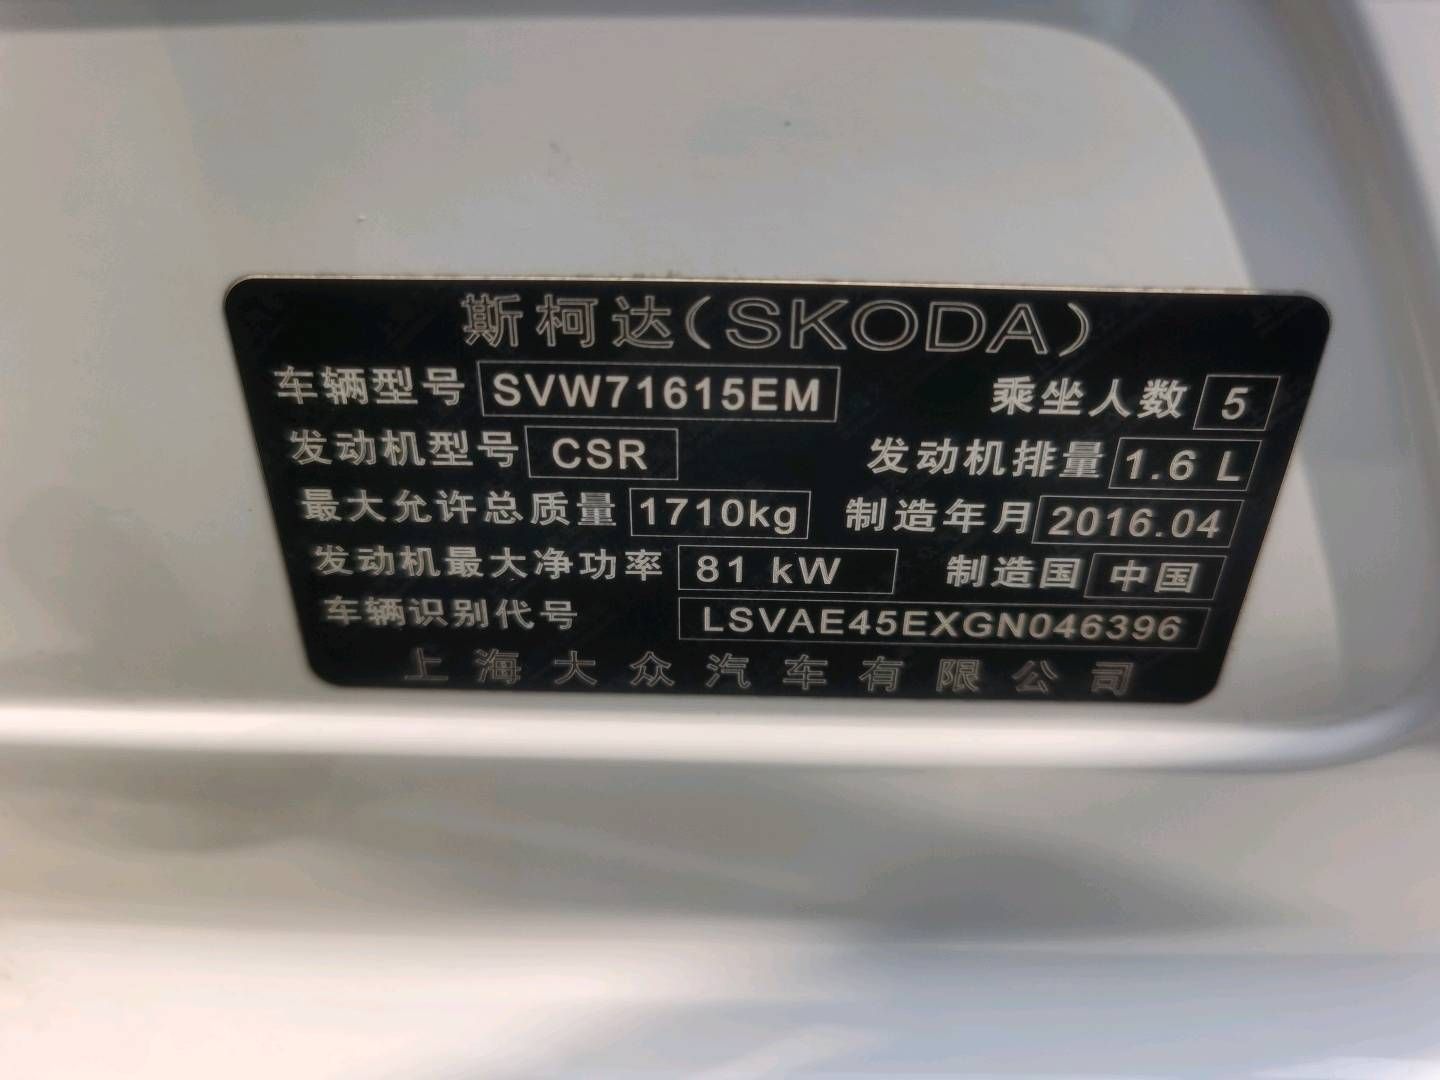 斯柯达(SKODA)
车辆型号 SVW71615EM 乘坐人数 5
发动机型号 CSR 发动机排量 1.6 L
最大允许总质量 1710kg 制造年月 2016.04
发动机最大净功率 81 kW 制造国 中国
车辆识别代号 LSVAE45EXGN046396
上海大众汽车有限公司